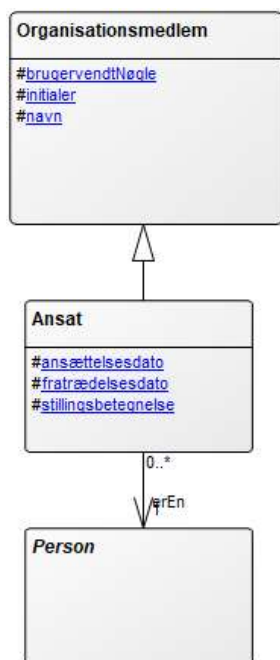 Organisationsmedlem
#brugervendtNøgle
#initialer
#navn
Ansat
#ansættelsesdato
#fratrædelsesdato
#stillingsbetegnelse
0..*
erEn
Person